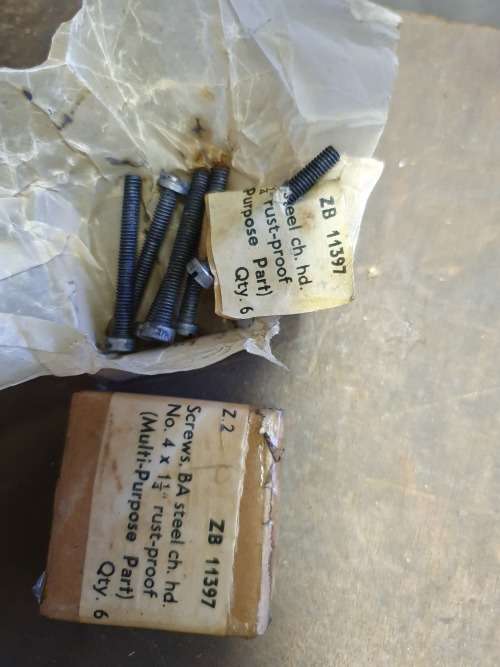 ZB 11397
steel ch. hd.
rust-proof
Purpose Part)
Qty. 6
Z.2
ZB 11397
Screws. BA steel ch. hd.
No. 4 x 1¼" rust-proof
(Multi-Purpose Part)
Qty. 6